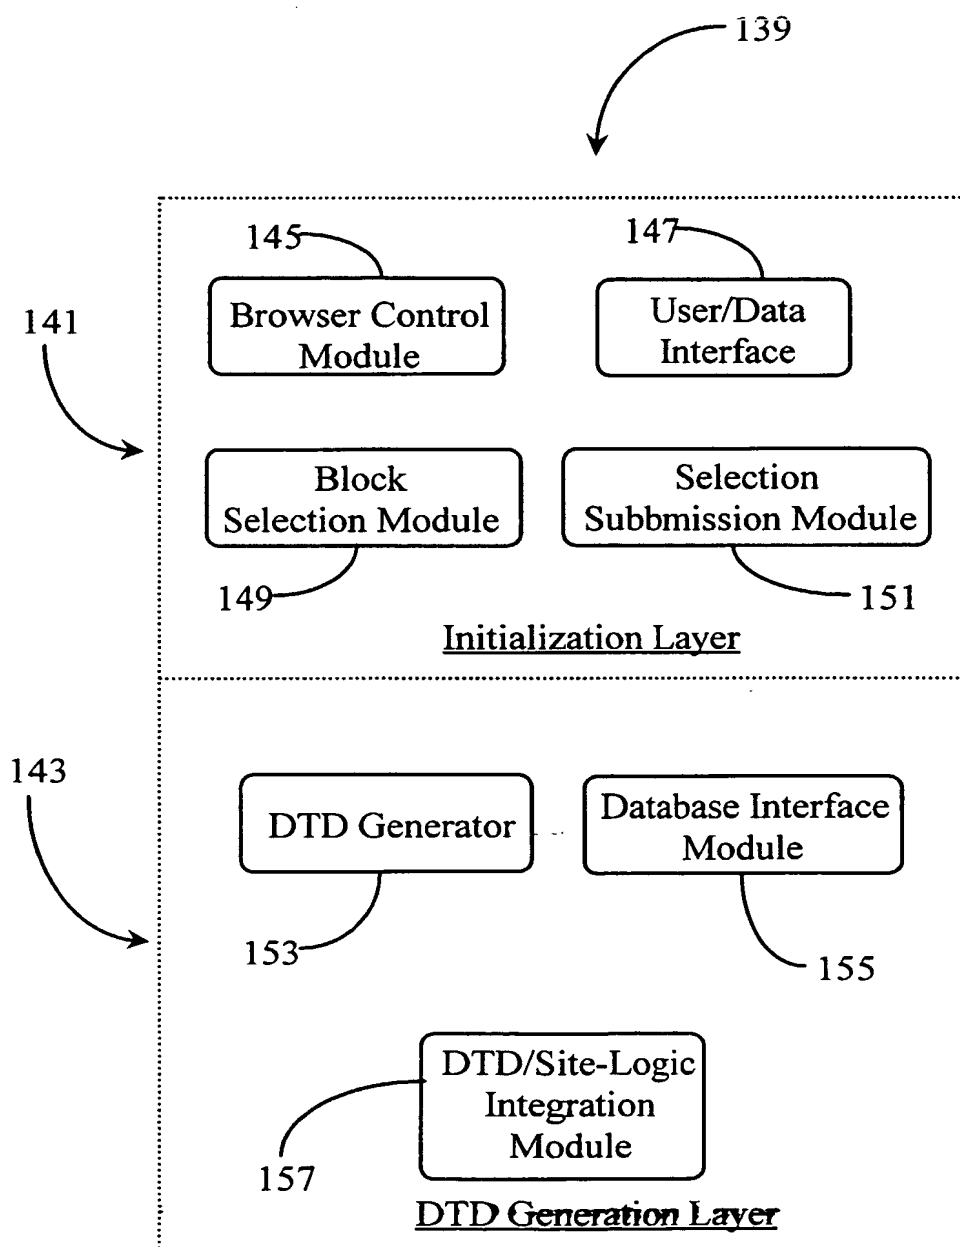 139
145
147
Browser Control
Module
User/Data
Interface
141
Block
Selection Module
Selection
Subbmission Module
149
151
Initialization Layer
143
DTD Generator
Database Interface
Module
153
155
DTD/Site-Logic
Integration
Module
157
DTD Generation Layer